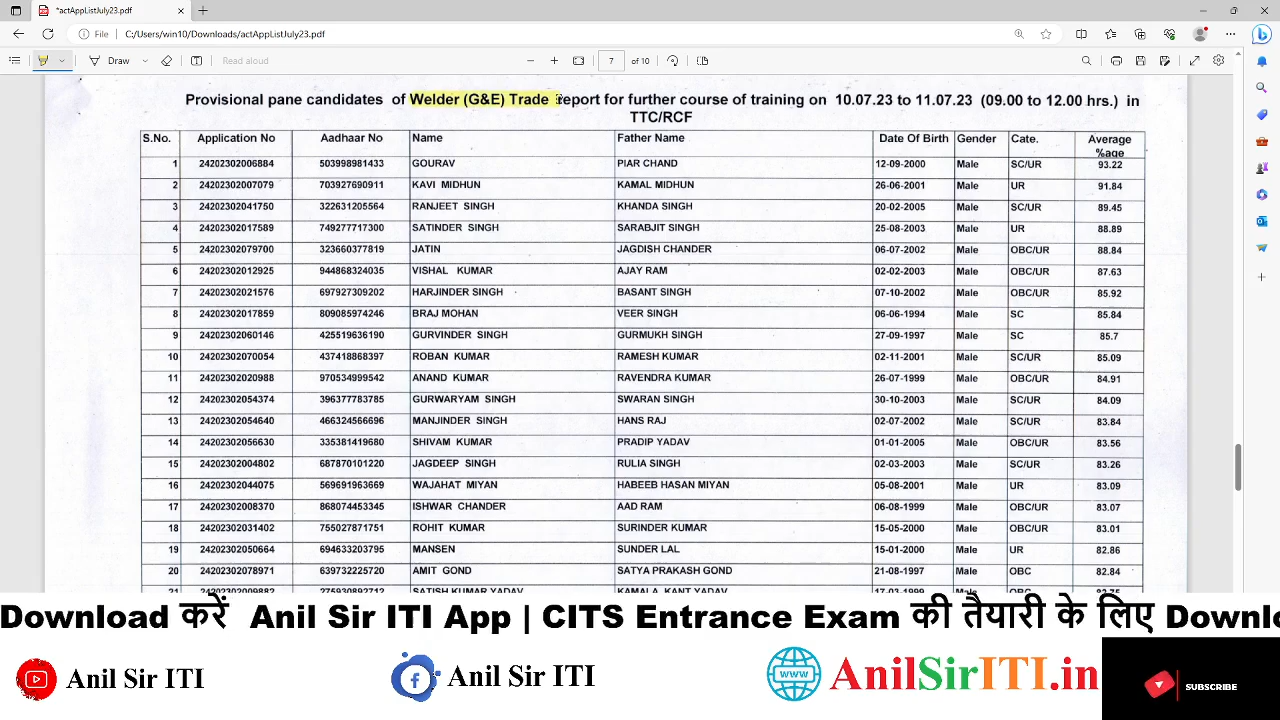 *actAppListJuly23.pdf
File C:/Users/win10/Downloads/actAppListJuly23.pdf
Draw Read aloud 7 of 10
Provisional pane candidates of Welder (G&E) Trade report for further course of training on 10.07.23 to 11.07.23 (09.00 to 12.00 hrs.) in
TTC/RCF
S.No. Application No Aadhaar No Name Father Name Date Of Birth Gender Cate. Average
%age
1 24202302006884 503998981433 GOURAV PIAR CHAND 12-09-2000 Male SC/UR 93.22
2 24202302007079 703927690911 KAVI MIDHUN KAMAL MIDHUN 26-06-2001 Male UR 91.84
3 24202302041750 322631205564 RANJEET SINGH KHANDA SINGH 20-02-2005 Male SC/UR 89.45
4 24202302017589 749277717300 SATINDER SINGH SARABJIT SINGH 25-08-2003 Male UR 88.89
5 24202302079700 323660377819 JATIN JAGDISH CHANDER 06-07-2002 Male OBC/UR 88.84
6 24202302012925 944868324035 VISHAL KUMAR AJAY RAM 02-02-2003 Male OBC/UR 87.63
7 24202302021576 697927309202 HARJINDER SINGH BASANT SINGH 07-10-2002 Male OBC/UR 85.92
8 24202302017859 809085974246 BRAJ MOHAN VEER SINGH 06-06-1994 Male SC 85.84
9 24202302060146 425519636190 GURVINDER SINGH GURMUKH SINGH 27-09-1997 Male SC 85.7
10 24202302070054 437418868397 ROBAN KUMAR RAMESH KUMAR 02-11-2001 Male SC/UR 85.09
11 24202302020988 970534999542 ANAND KUMAR RAVENDRA KUMAR 26-07-1999 Male OBC/UR 84.91
12 24202302054374 396377783785 GURWARYAM SINGH SWARAN SINGH 30-10-2003 Male SC/UR 84.09
13 24202302054640 466324566696 MANJINDER SINGH HANS RAJ 02-07-2002 Male SC/UR 83.84
14 24202302056630 335381419680 SHIVAM KUMAR PRADIP YADAV 01-01-2005 Male OBC/UR 83.56
15 24202302004802 687870101220 JAGDEEP SINGH RULIA SINGH 02-03-2003 Male SC/UR 83.26
16 24202302044075 569691963669 WAJAHAT MIYAN HABEEB HASAN MIYAN 05-08-2001 Male UR 83.09
17 24202302008370 868074453345 ISHWAR CHANDER AAD RAM 06-08-1999 Male OBC/UR 83.07
18 24202302031402 755027871751 ROHIT KUMAR SURINDER KUMAR 15-05-2000 Male OBC/UR 83.01
19 24202302050664 694633203795 MANSEN SUNDER LAL 15-01-2000 Male UR 82.86
20 24202302078971 639732225720 AMIT GOND SATYA PRAKASH GOND 21-08-1997 Male OBC 82.84
21 24202302009882 275930892712 SATISH KUMAR YADAV KAMALA KANT YADAV 17-03-1999 Male OBC 82.75
Download करें Anil Sir ITI App | CITS Entrance Exam की तैयारी के लिए Downlo
Anil Sir ITI Anil Sir ITI www AnilSirITI.in SUBSCRIBE